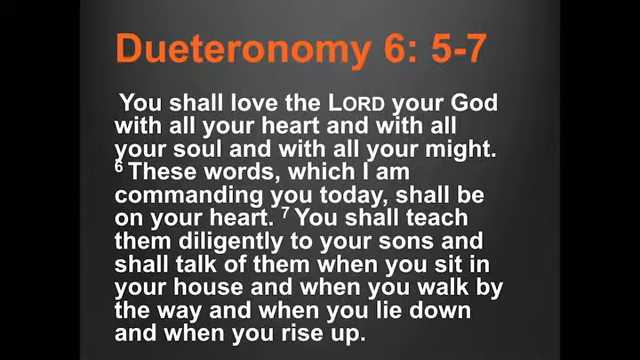 Dueteronomy 6: 5-7
You shall love the LORD your God
with all your heart and with all
your soul and with all your might.
6 These words, which I am
commanding you today, shall be
on your heart. 7 You shall teach
them diligently to your sons and
shall talk of them when you sit in
your house and when you walk by
the way and when you lie down
and when you rise up.